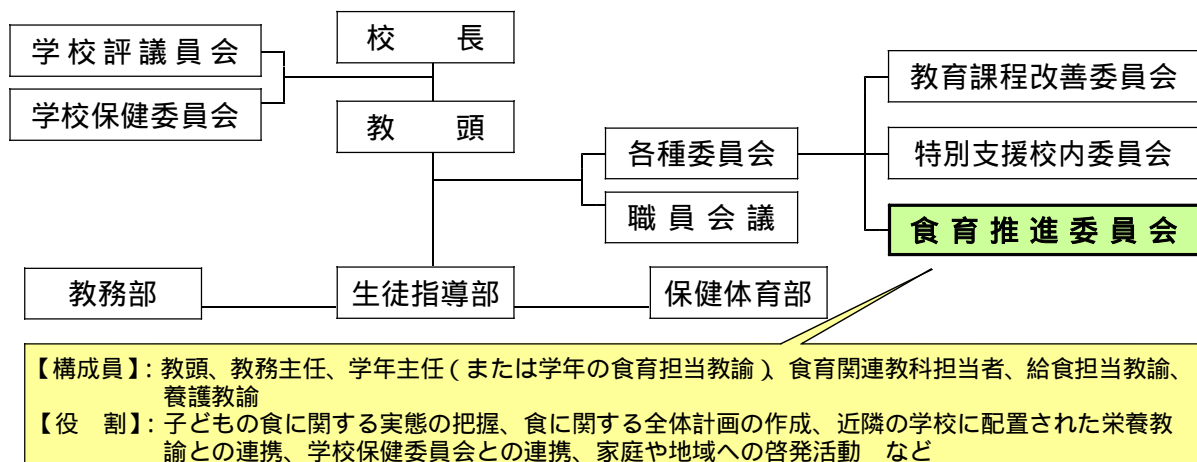 学校評議員会
校　長
学校保健委員会
教　頭
各種委員会
職員会議
教育課程改善委員会
特別支援校内委員会
食育推進委員会
教務部
生徒指導部
保健体育部
【構成員】：教頭、教務主任、学年主任（または学年の食育担当教諭）、食育関連教科担当者、給食担当教諭、
養護教諭
【役　割】：子どもの食に関する実態の把握、食に関する全体計画の作成、近隣の学校に配置された栄養教
諭との連携、学校保健委員会との連携、家庭や地域への啓発活動　など